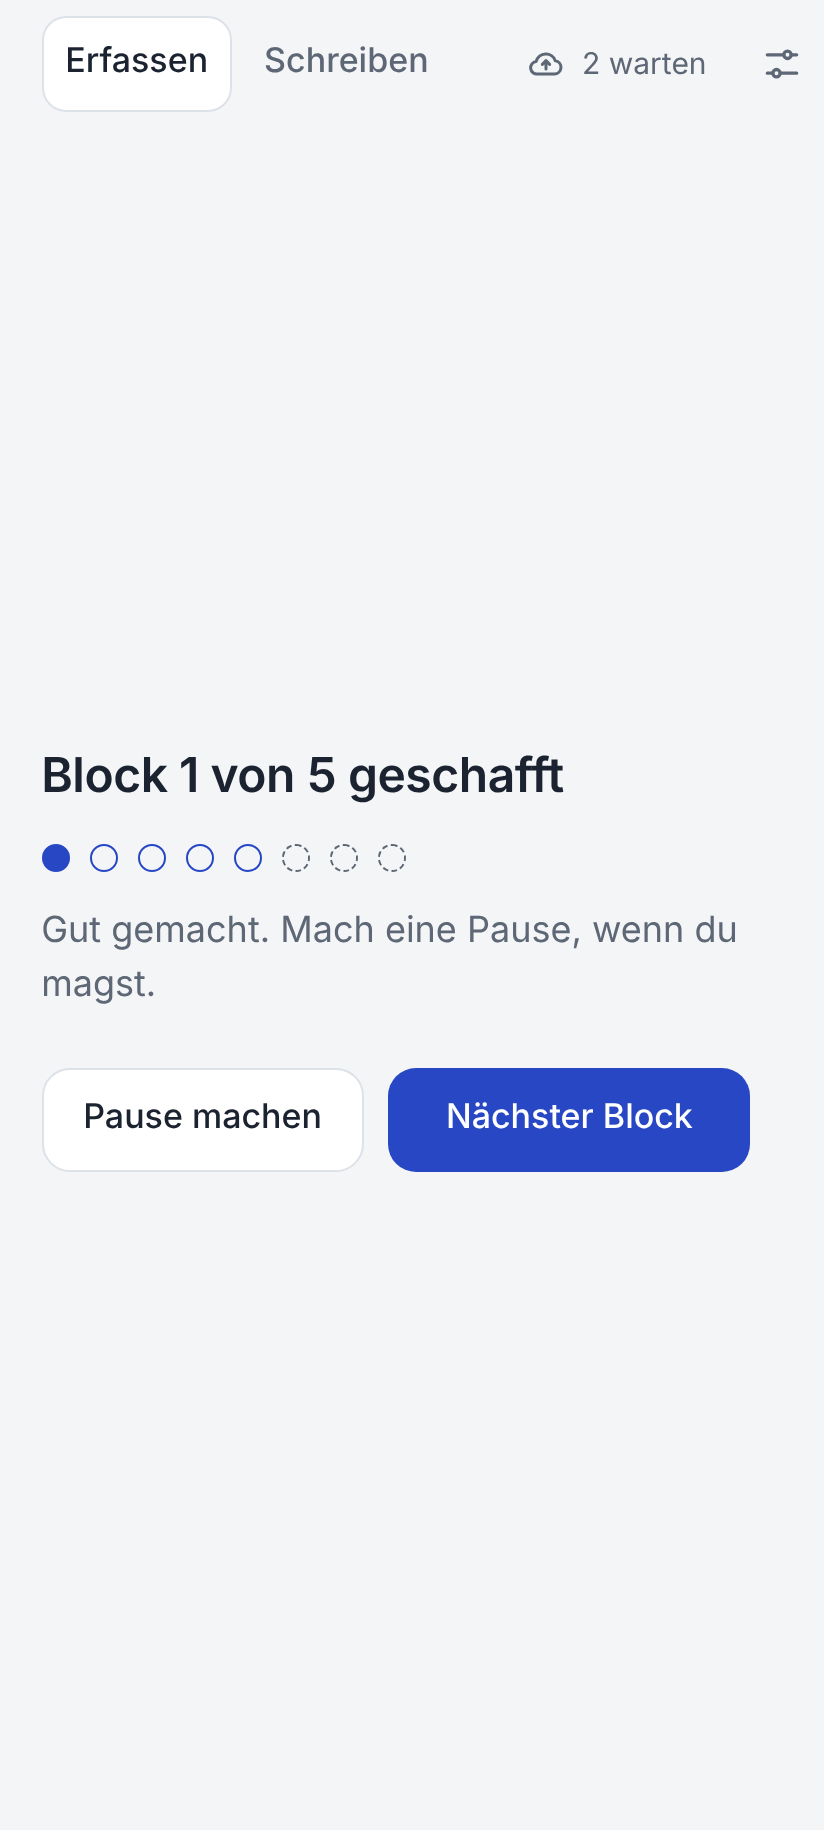 Erfassen
Schreiben
2 warten
Block 1 von 5 geschafft
Gut gemacht. Mach eine Pause, wenn du
magst.
Pause machen
Nächster Block